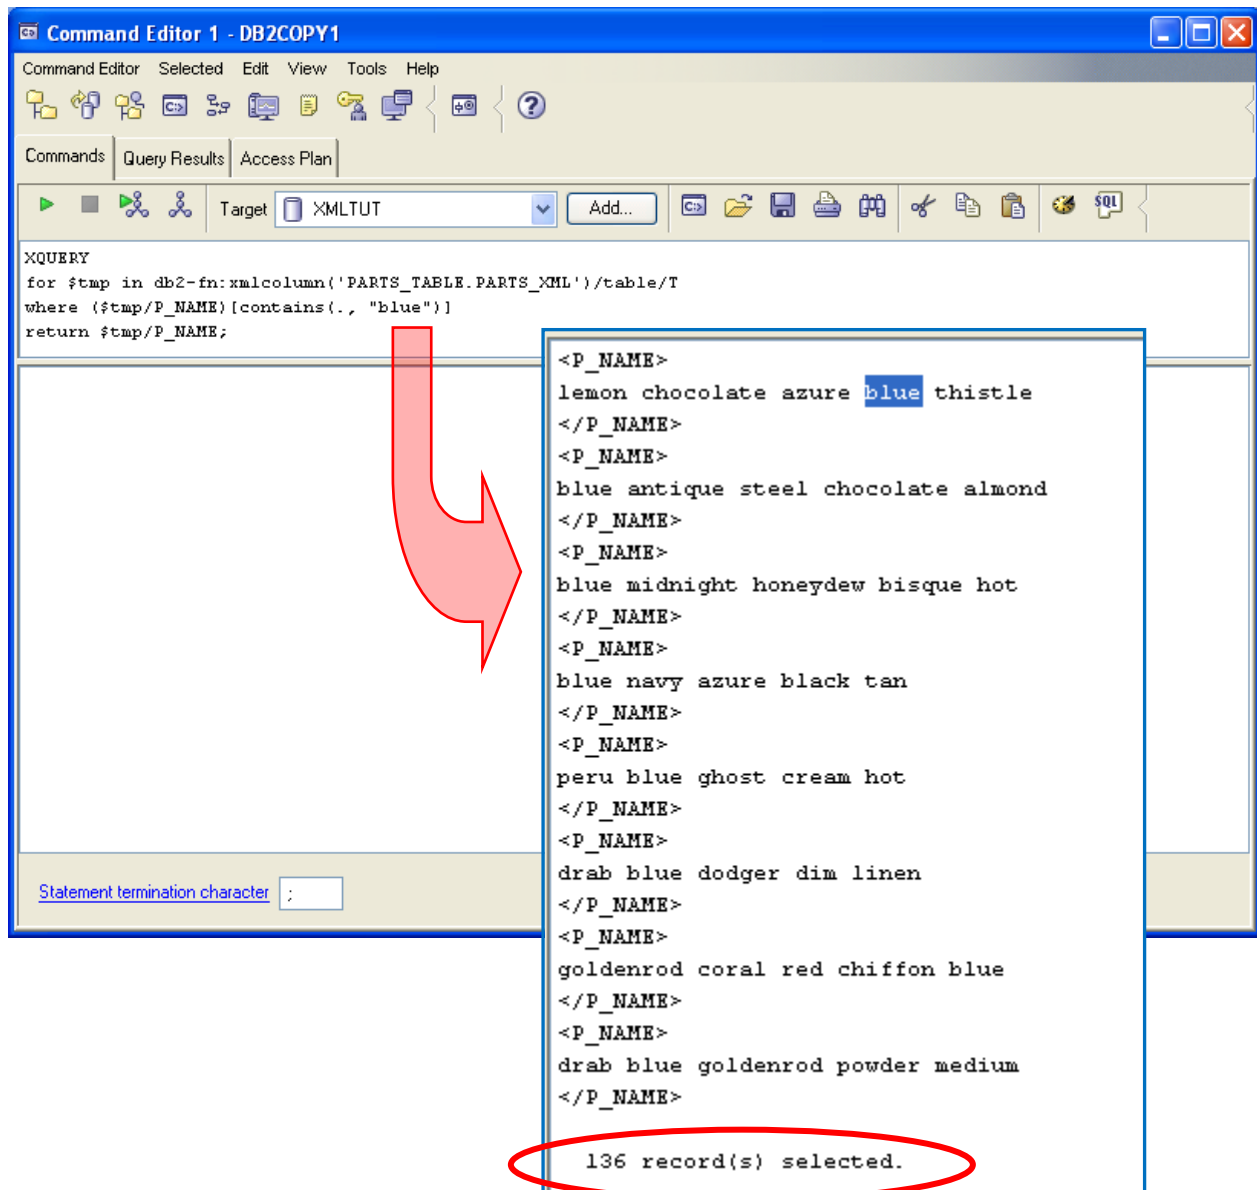 Command Editor 1 - DB2COPY1
Command Editor Selected Edit View Tools Help
Commands Query Results Access Plan
Target XMLTUT Add... SQL
XQUERY
for $tmp in db2-fn:xmlcolumn('PARTS_TABLE.PARTS_XML')/table/T
where ($tmp/P_NAME)[contains(., "blue")]
return $tmp/P_NAME;
<P_NAME>
lemon chocolate azure blue thistle
</P_NAME>
<P_NAME>
blue antique steel chocolate almond
</P_NAME>
<P_NAME>
blue midnight honeydew bisque hot
</P_NAME>
<P_NAME>
blue navy azure black tan
</P_NAME>
<P_NAME>
peru blue ghost cream hot
</P_NAME>
<P_NAME>
drab blue dodger dim linen
</P_NAME>
<P_NAME>
goldenrod coral red chiffon blue
</P_NAME>
<P_NAME>
drab blue goldenrod powder medium
</P_NAME>
136 record(s) selected.
Statement termination character ;